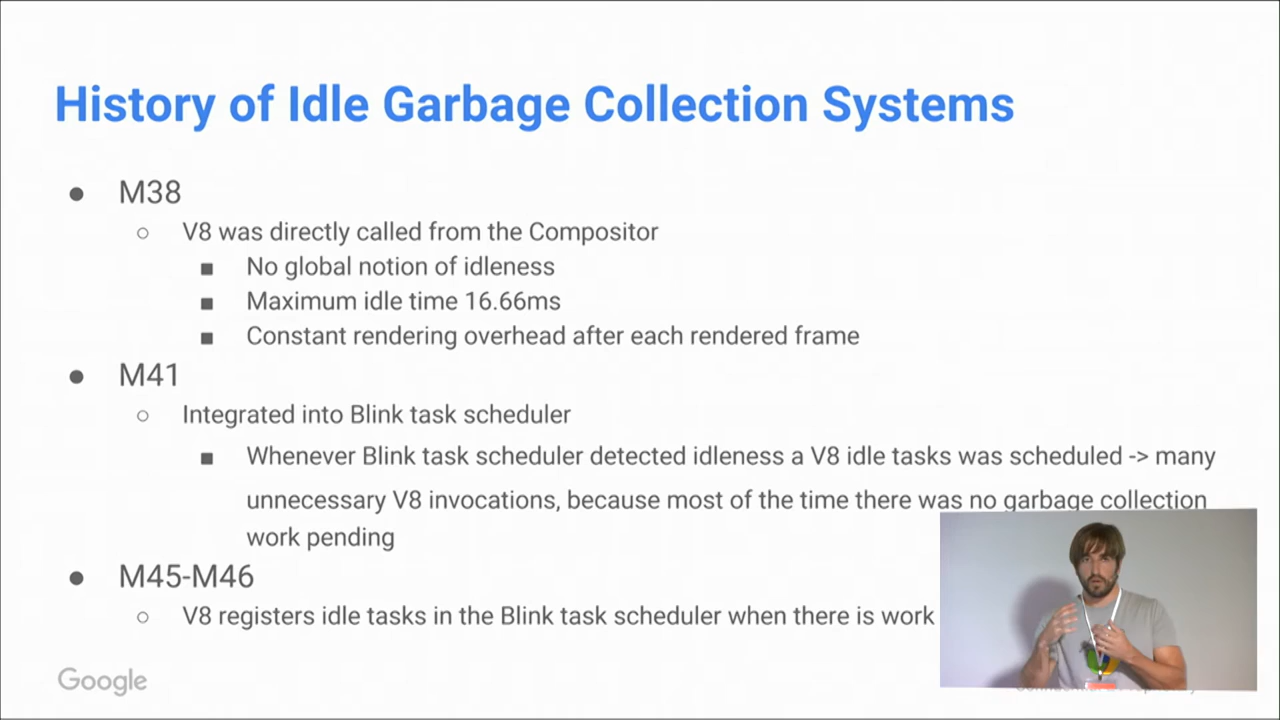 History of Idle Garbage Collection Systems
● M38
○ V8 was directly called from the Compositor
■ No global notion of idleness
■ Maximum idle time 16.66ms
■ Constant rendering overhead after each rendered frame
● M41
○ Integrated into Blink task scheduler
■ Whenever Blink task scheduler detected idleness a V8 idle tasks was scheduled -> many
unnecessary V8 invocations, because most of the time there was no garbage collection
work pending
● M45-M46
○ V8 registers idle tasks in the Blink task scheduler when there is work
Google